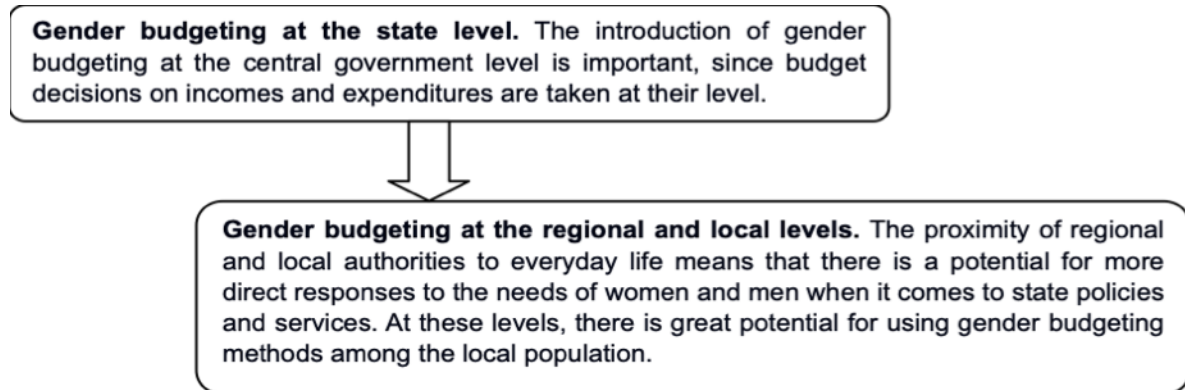 Gender budgeting at the state level. The introduction of gender
budgeting at the central government level is important, since budget
decisions on incomes and expenditures are taken at their level.
Gender budgeting at the regional and local levels. The proximity of regional
and local authorities to everyday life means that there is a potential for more
direct responses to the needs of women and men when it comes to state policies
and services. At these levels, there is great potential for using gender budgeting
methods among the local population.